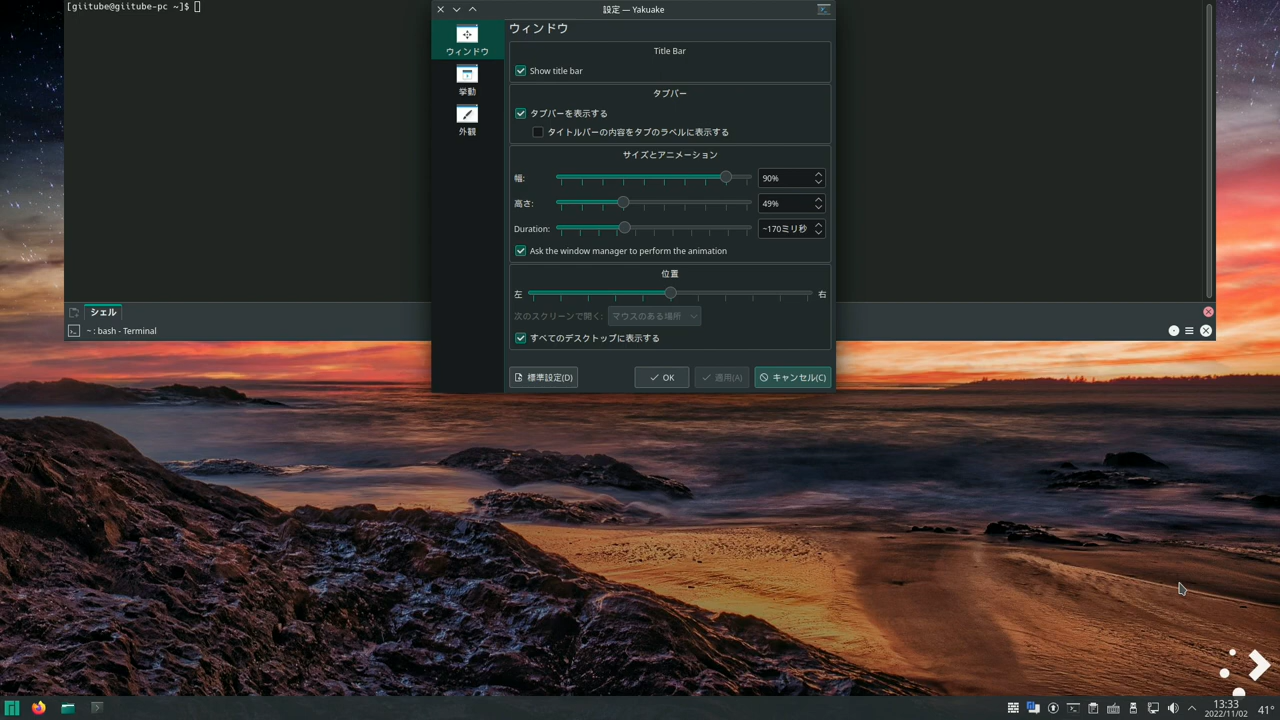 [giitube@giitube-pc ~]$
設定 — Yakuake
ウィンドウ
挙動
外観
ウィンドウ
Title Bar
Show title bar
タブバー
タブバーを表示する
タイトルバーの内容をタブのラベルに表示する
サイズとアニメーション
幅: 90%
高さ: 49%
Duration: ~170ミリ秒
Ask the window manager to perform the animation
位置
左 右
次のスクリーンで開く: マウスのある場所
すべてのデスクトップに表示する
標準設定(D) OK 適用(A) キャンセル(C)
シェル
~ : bash - Terminal
13:33
2022/11/02
41°